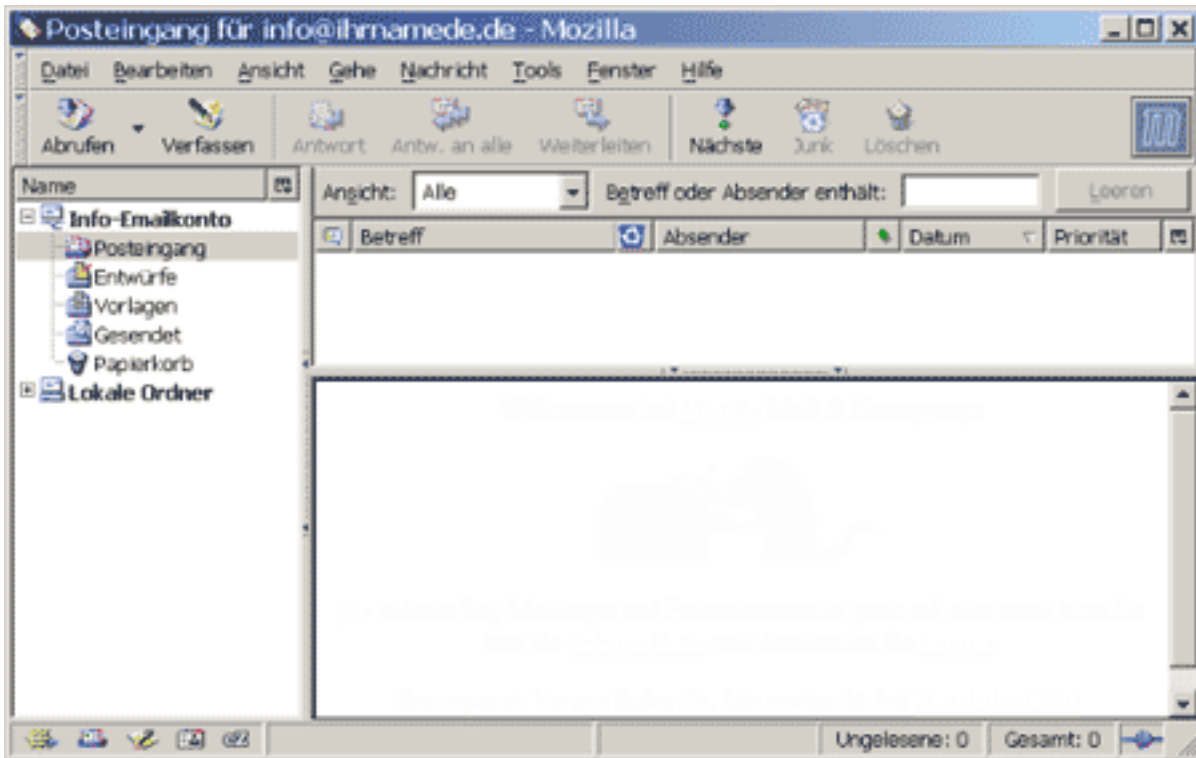 Posteingang für info@ihrnamede.de - Mozilla
Datei Bearbeiten Ansicht Gehe Nachricht Tools Fenster Hilfe
Abrufen Verfassen Antwort Antw. an alle Weiterleiten Nächste Junk Löschen
Name
Ansicht: Alle Betreff oder Absender enthält: Leeren
Info-Emailkonto
Betreff Absender Datum Priorität
Posteingang
Entwürfe
Vorlagen
Gesendet
Papierkorb
Lokale Ordner
Ungelesene: 0 Gesamt: 0